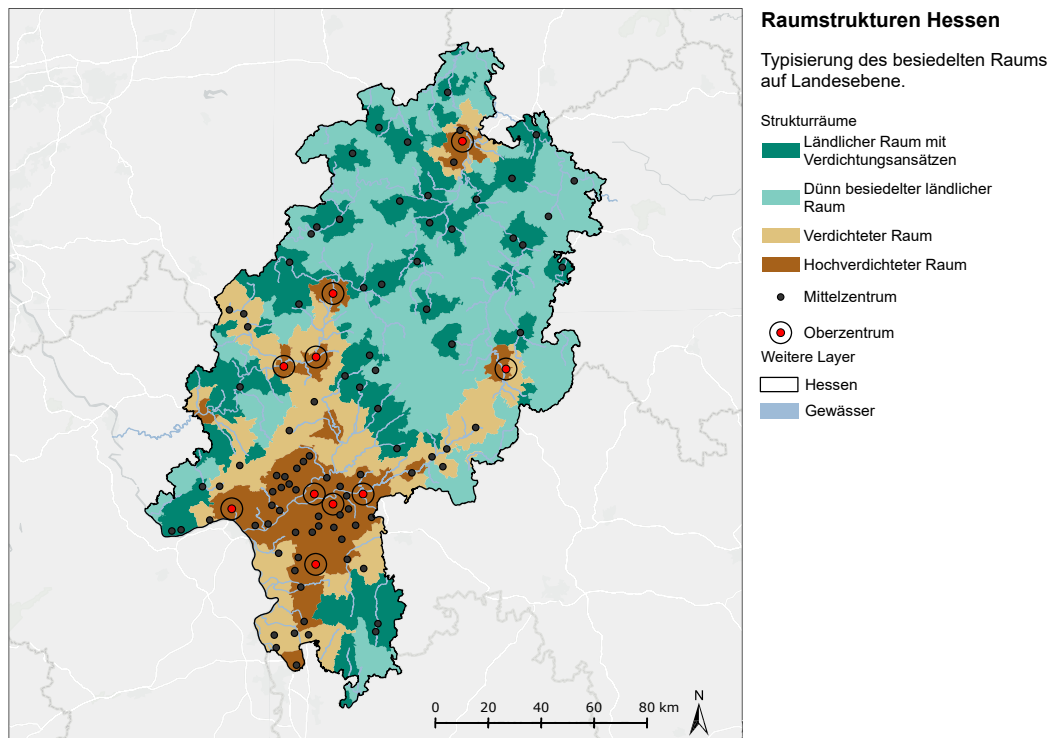 Raumstrukturen Hessen
Typisierung des besiedelten Raums
auf Landesebene.
Strukturräume
Ländlicher Raum mit
Verdichtungsansätzen
Dünn besiedelter ländlicher
Raum
Verdichteter Raum
Hochverdichteter Raum
Mittelzentrum
Oberzentrum
Weitere Layer
Hessen
Gewässer
0 20 40 60 80 km
N